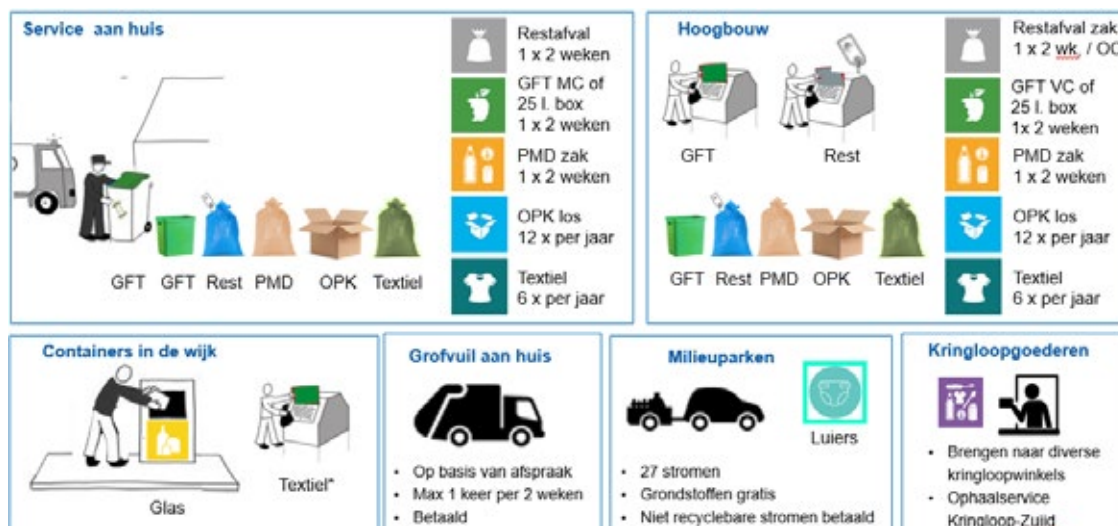 Service aan huis
Restafval
1 x 2 weken
GFT MC of
25 l. box
1 x 2 weken
PMD zak
1 x 2 weken
OPK los
12 x per jaar
Textiel
6 x per jaar
GFT GFT Rest PMD OPK Textiel
Hoogbouw
Restafval zak
1 x 2 wk. / OC
GFT VC of
25 l. box
1x 2 weken
PMD zak
1 x 2 weken
OPK los
12 x per jaar
Textiel
6 x per jaar
GFT Rest
GFT Rest PMD OPK Textiel
Containers in de wijk
Glas
Textiel*
Grofvuil aan huis
• Op basis van afspraak
• Max 1 keer per 2 weken
• Betaald
Milieuparken
Luiers
• 27 stromen
• Grondstoffen gratis
• Niet recyclebare stromen betaald
Kringloopgoederen
• Brengen naar diverse
kringloopwinkels
• Ophaalservice
Kringloop-Zuid